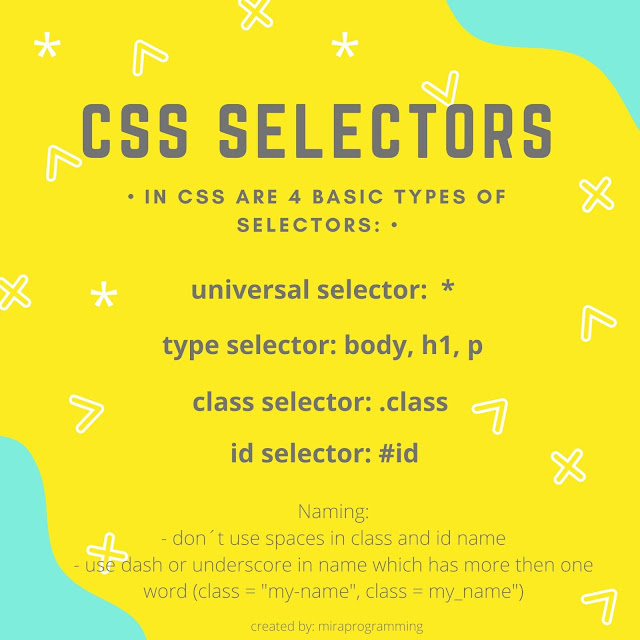 CSS SELECTORS
• IN CSS ARE 4 BASIC TYPES OF
SELECTORS: •
universal selector:  *
type selector: body, h1, p
class selector: .class
id selector: #id
Naming:
- don´t use spaces in class and id name
- use dash or underscore in name which has more then one
word (class = "my-name", class = my_name")
created by: miraprogramming